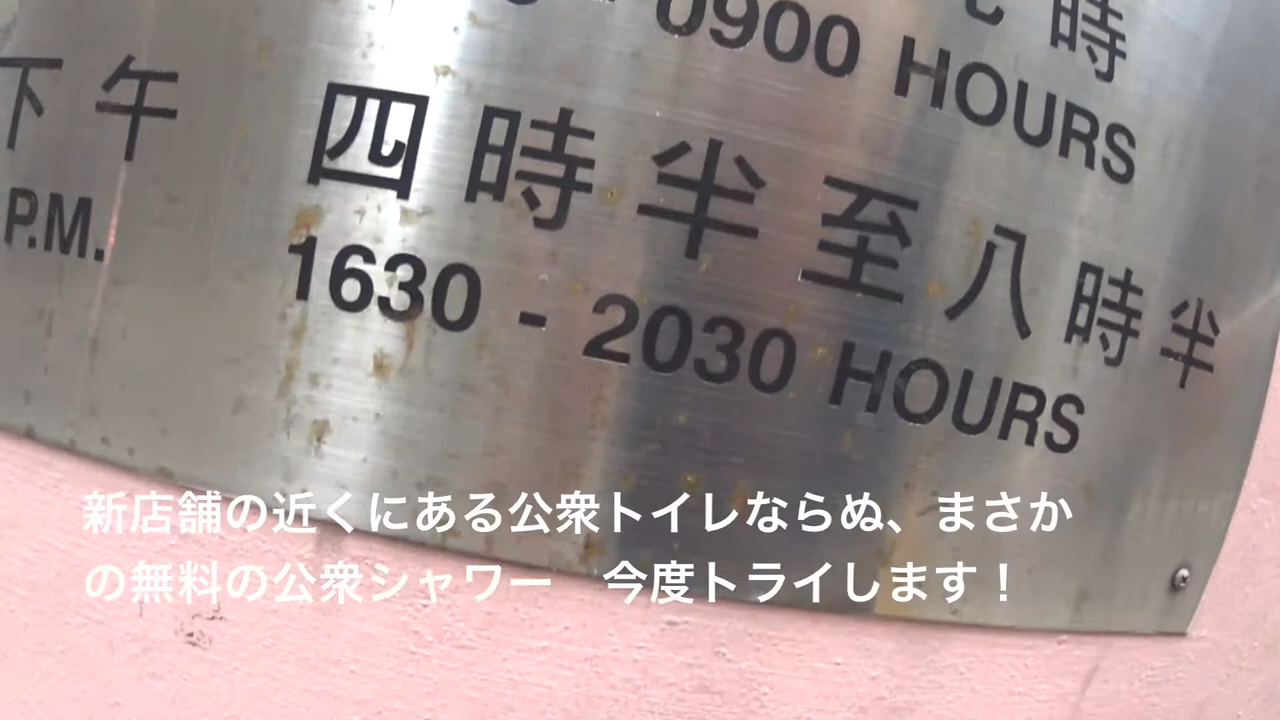 時
0900 HOURS
下午 四時半至八時半
P.M. 1630 - 2030 HOURS
新店舗の近くにある公衆トイレならぬ、まさか
の無料の公衆シャワー 今度トライします！